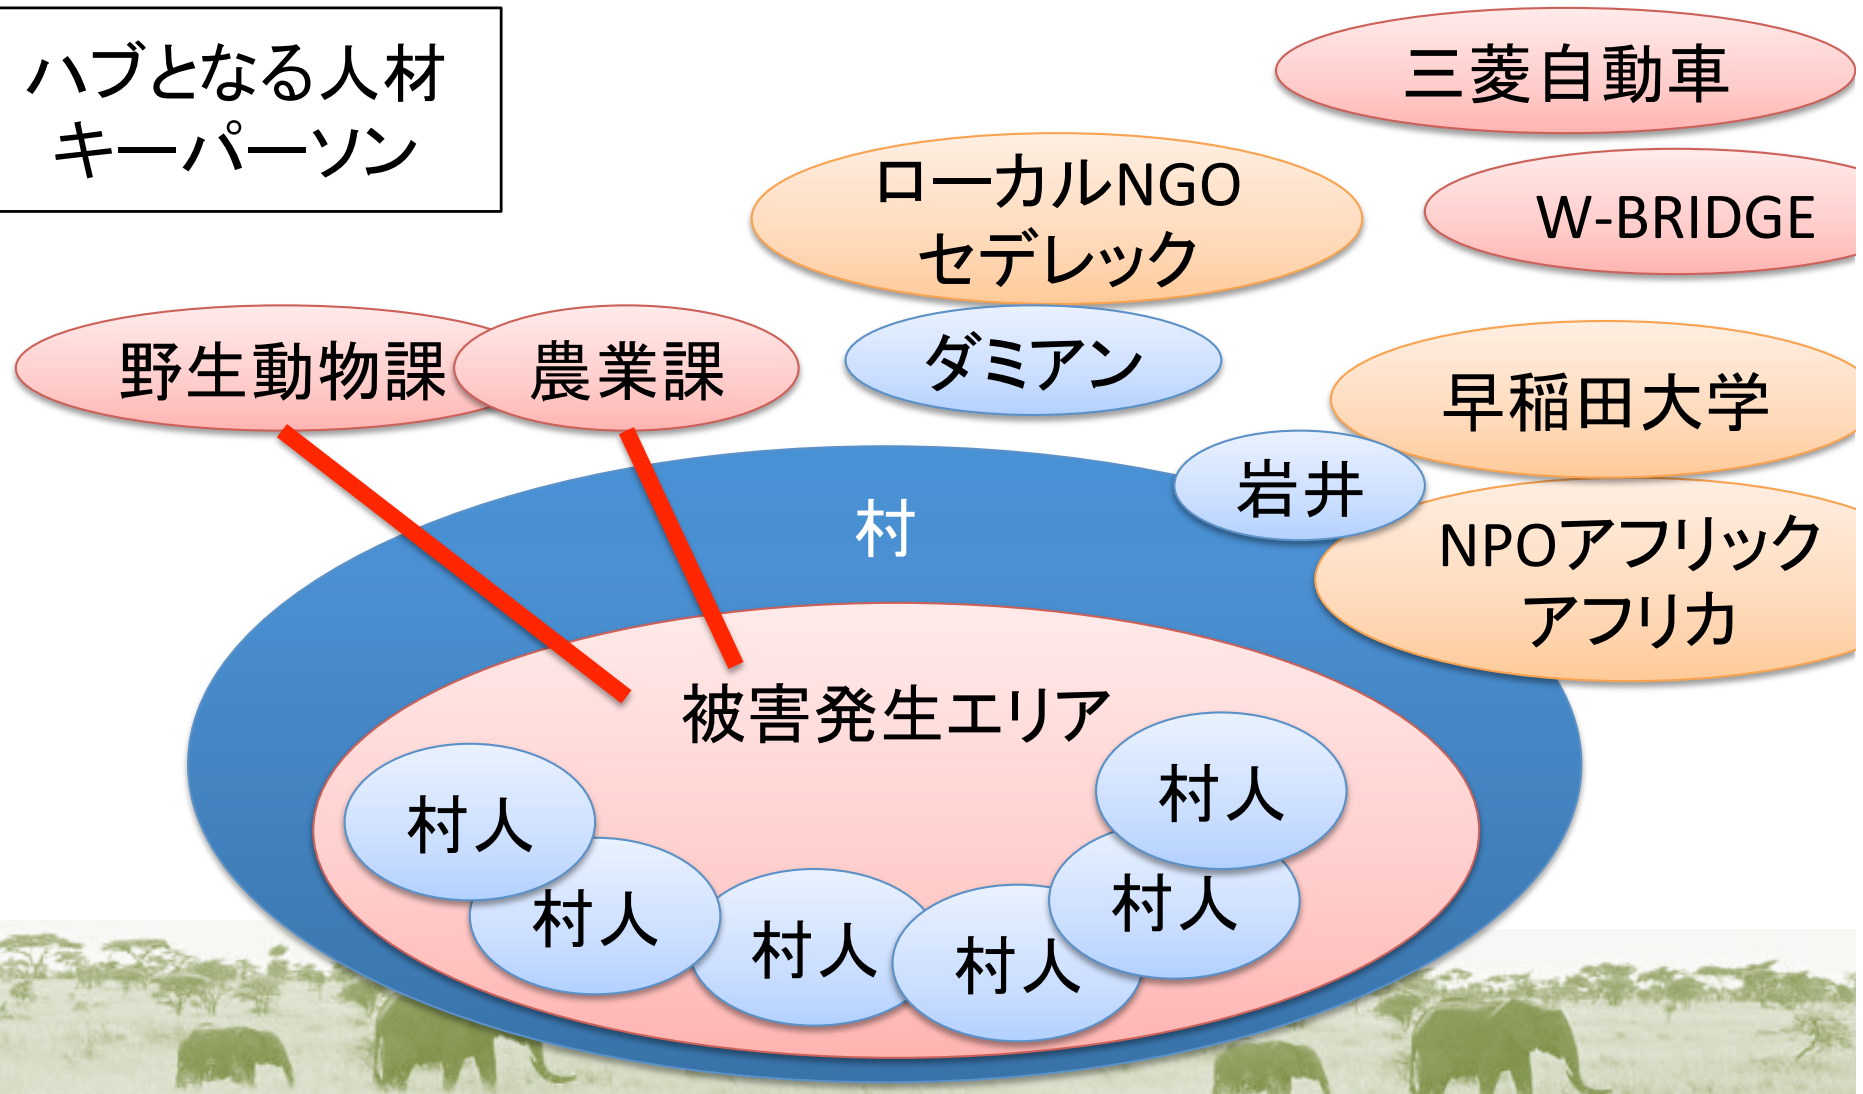 ハブとなる人材
キーパーソン
三菱自動車
W-BRIDGE
ローカルNGO
セデレック
ダミアン
野生動物課
農業課
早稲田大学
岩井
NPOアフリック
アフリカ
村
被害発生エリア
村人
村人
村人
村人
村人
村人